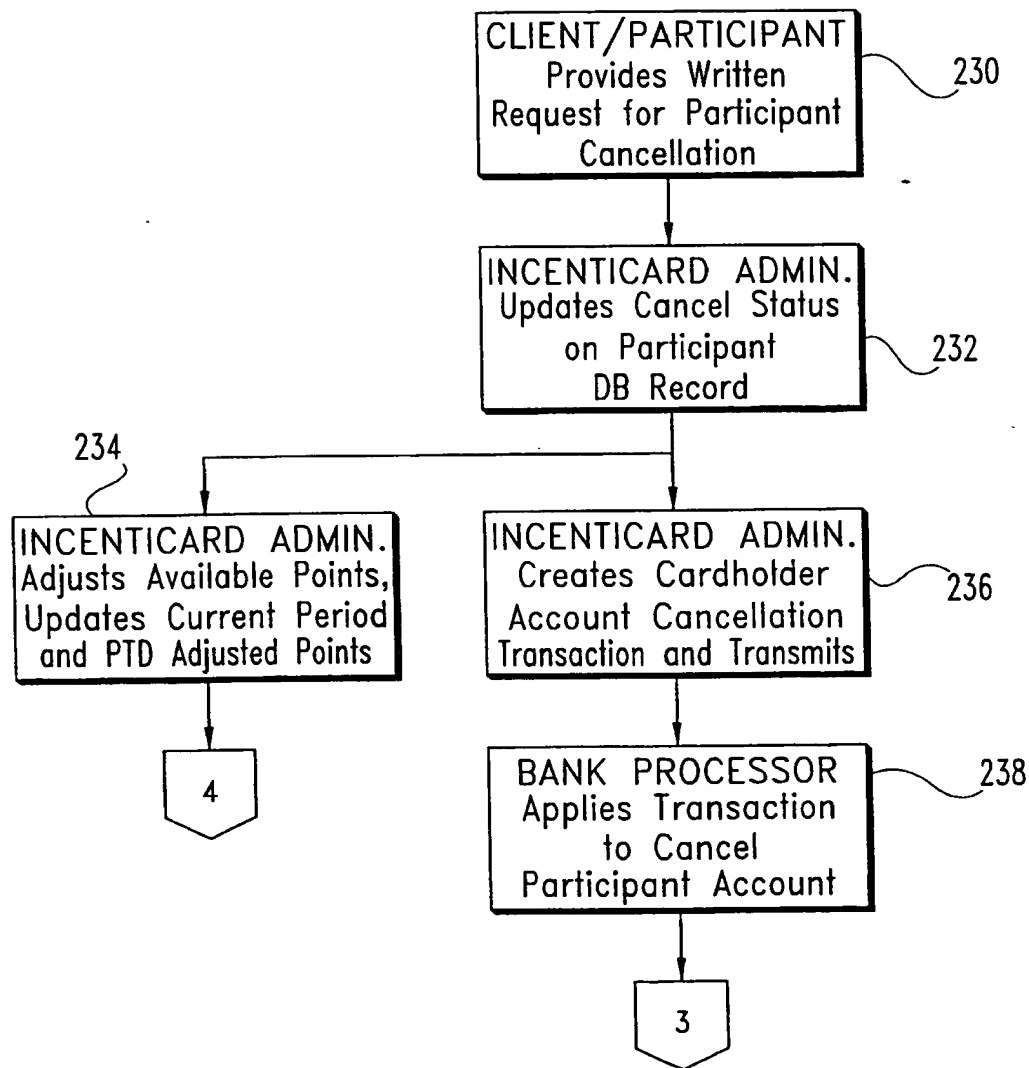 CLIENT/PARTICIPANT
Provides Written
Request for Participant
Cancellation
230
INCENTICARD ADMIN.
Updates Cancel Status
on Participant
DB Record
232
234
INCENTICARD ADMIN.
Adjusts Available Points,
Updates Current Period
and PTD Adjusted Points
INCENTICARD ADMIN.
Creates Cardholder
Account Cancellation
Transaction and Transmits
236
4
BANK PROCESSOR
Applies Transaction
to Cancel
Participant Account
238
3